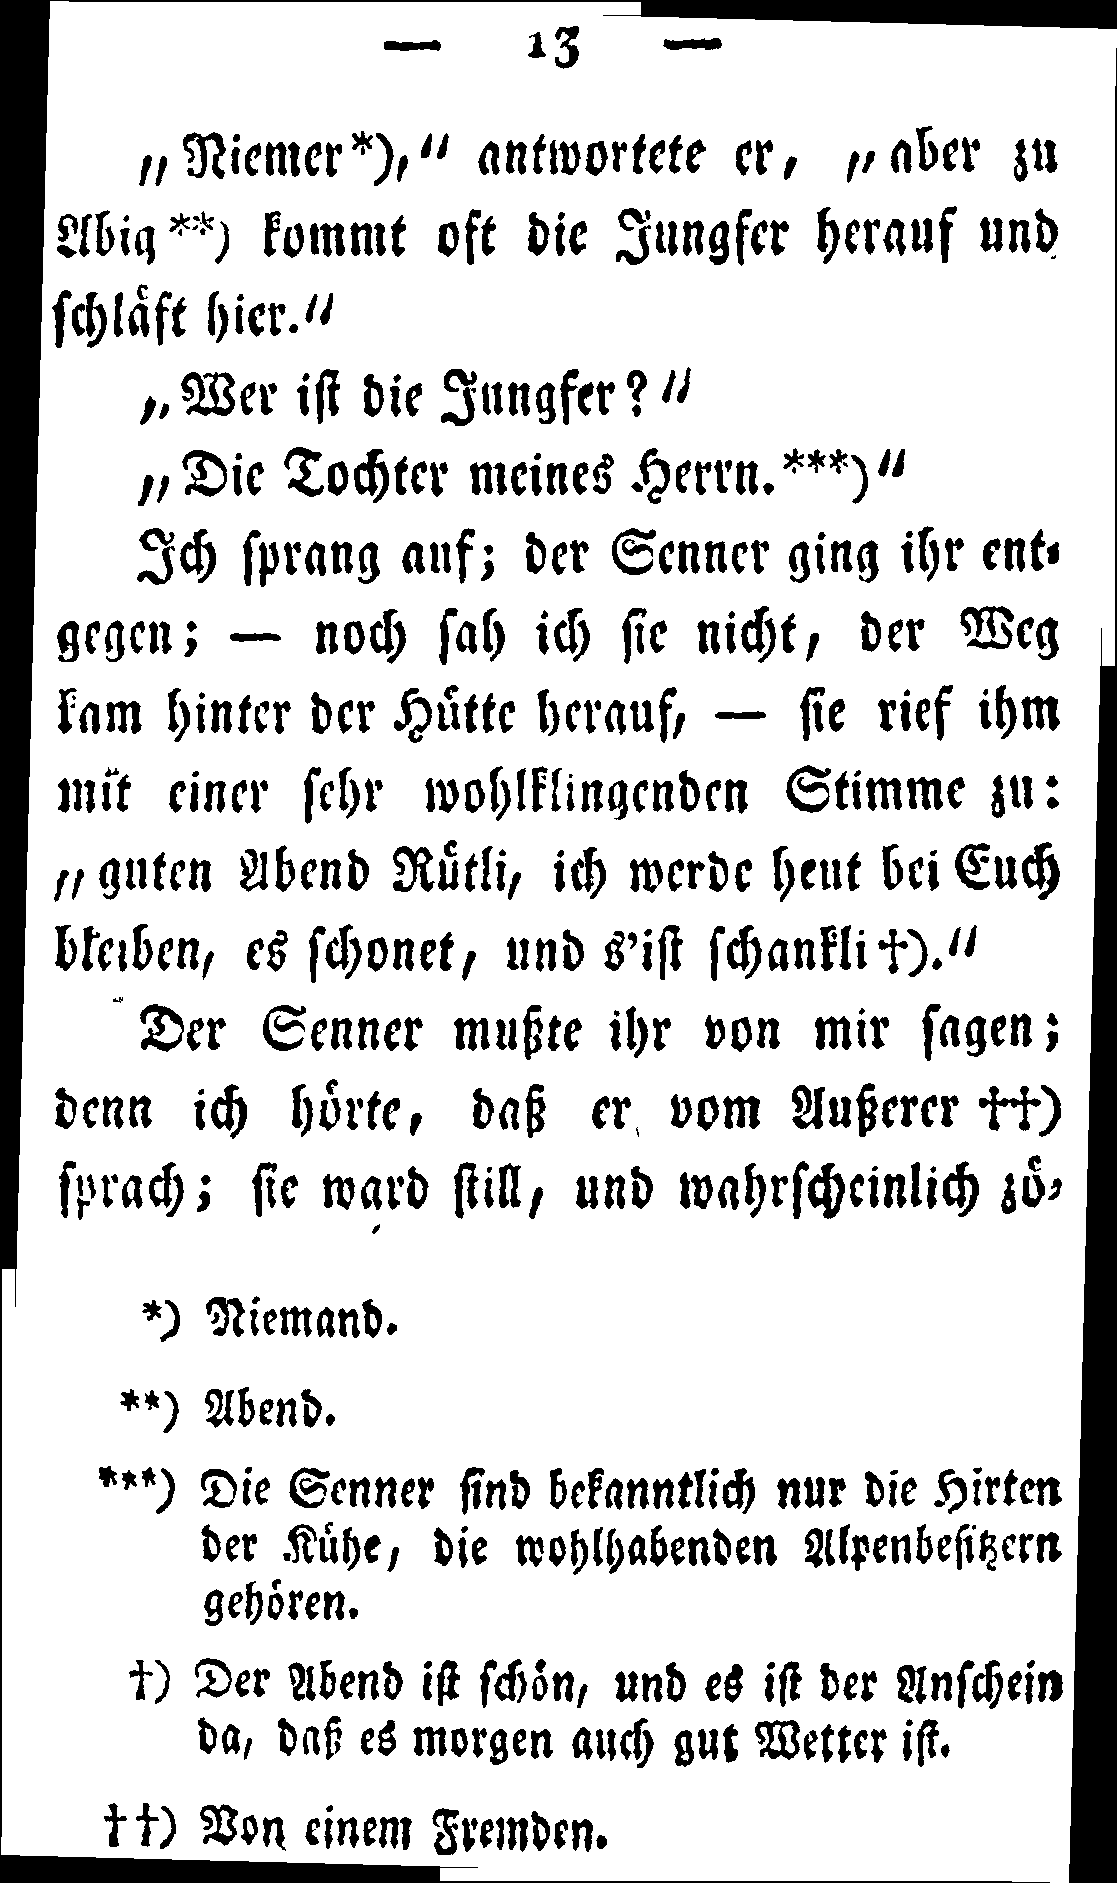 — 13 —
„Niemer*),“ antwortete er, „aber zu
Abig**) kommt oft die Jungfer herauf und
ſchläft hier.“
„Wer iſt die Jungfer?“
„Die Tochter meines Herrn.***)“
Ich ſprang auf; der Senner ging ihr ent-
gegen; — noch ſah ich ſie nicht, der Weg
kam hinter der Hütte herauf, — ſie rief ihm
mit einer ſehr wohlklingenden Stimme zu:
„guten Abend Rütli, ich werde heut bei Euch
bleiben, es ſchonet, und s’iſt ſchankli†).“
Der Senner mußte ihr von mir ſagen;
denn ich hörte, daß er vom Außerer ††)
ſprach; ſie ward ſtill, und wahrſcheinlich zö-
*) Niemand.
**) Abend.
***) Die Senner ſind bekanntlich nur die Hirten
der Kühe, die wohlhabenden Alpenbeſitzern
gehören.
†) Der Abend iſt ſchön, und es iſt der Anſchein
da, daß es morgen auch gut Wetter iſt.
††) Von einem Fremden.